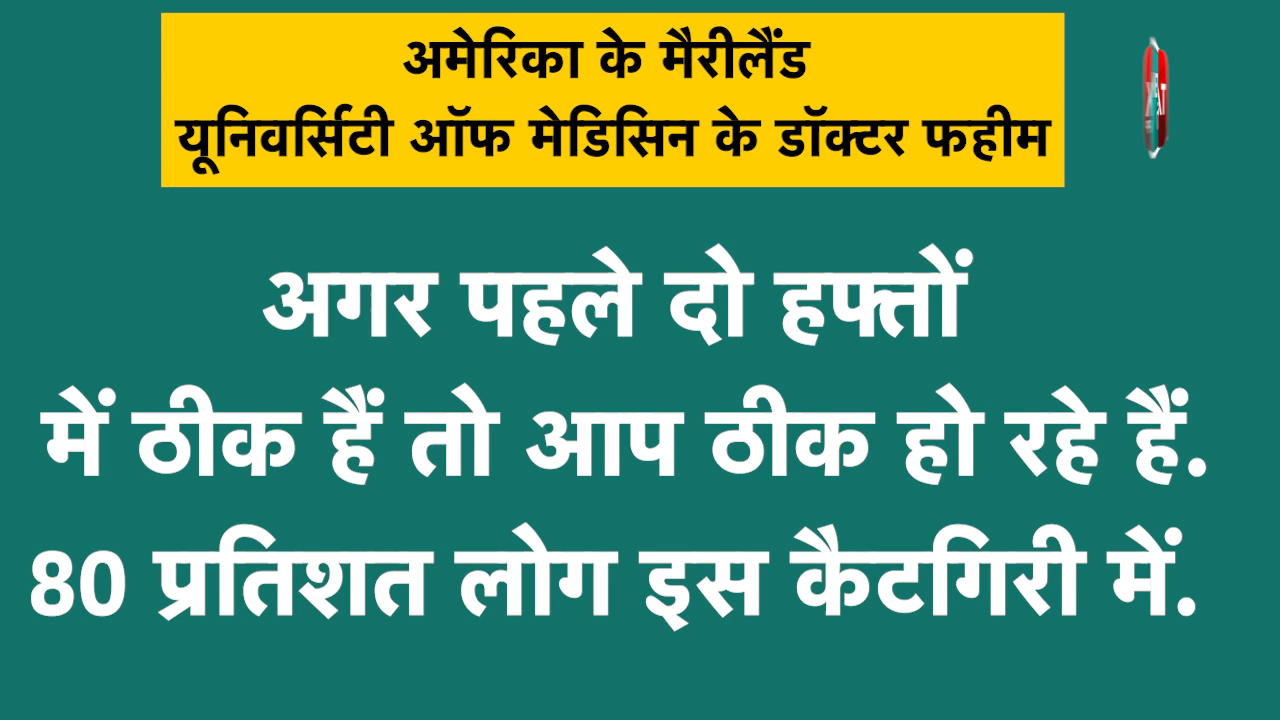 अमेरिका के मैरीलैंड
यूनिवर्सिटी ऑफ मेडिसिन के डॉक्टर फहीम
अगर पहले दो हफ्तों
में ठीक हैं तो आप ठीक हो रहे हैं.
80 प्रतिशत लोग इस कैटगिरी में.